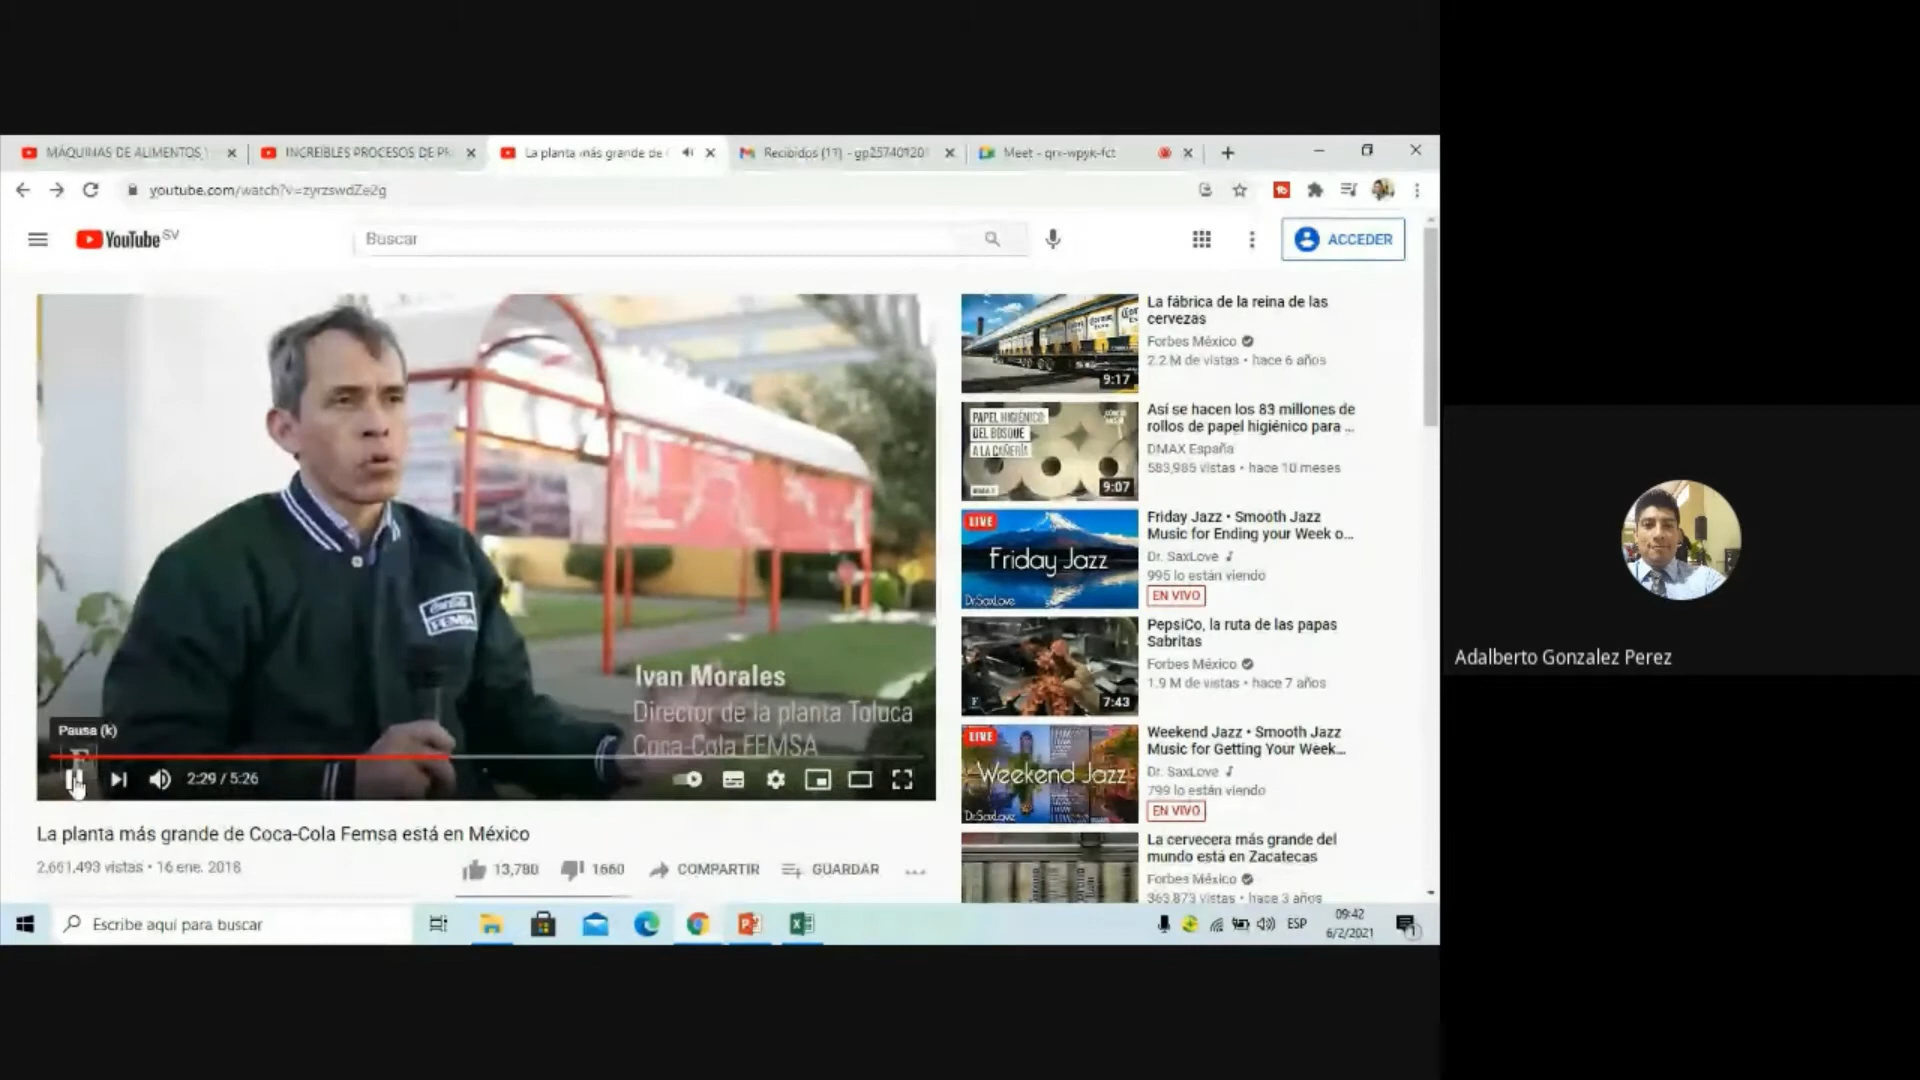 MÁQUINAS DE ALIMENTOS Y
INCREIBLES PROCESOS DE PR
La planta más grande de
Recibidos (11) - gp25740120
Meet - qrx-wpyk-fct
youtube.com/watch?v=zyrzswdZe2g
YouTube SV
Buscar
ACCEDER
Coca-Cola
FEMSA
Ivan Morales
Director de la planta Toluca
Coca-Cola FEMSA
Pausa (k)
2:29 / 5:26
La planta más grande de Coca-Cola Femsa está en México
2.661,493 vistas • 16 ene. 2018
13,780
1660
COMPARTIR
GUARDAR
La fábrica de la reina de las
cervezas
Forbes México
2.2 M de vistas • hace 6 años
9:17
PAPEL HIGIÉNICO
DEL BOSQUE
A LA CAÑERÍA
9:07
Así se hacen los 83 millones de
rollos de papel higiénico para ...
DMAX España
583,985 vistas • hace 10 meses
LIVE
Friday Jazz
Dr.SaxLove
Friday Jazz • Smooth Jazz
Music for Ending your Week o...
Dr. SaxLove
995 lo están viendo
EN VIVO
7:43
PepsiCo, la ruta de las papas
Sabritas
Forbes México
1.9 M de vistas • hace 7 años
LIVE
Weekend Jazz
Dr.SaxLove
Weekend Jazz • Smooth Jazz
Music for Getting Your Week...
Dr. SaxLove
799 lo están viendo
EN VIVO
La cervecera más grande del
mundo está en Zacatecas
Forbes México
363,873 vistas • hace 3 años
Escribe aquí para buscar
ESP
09:42
6/2/2021
1
Adalberto Gonzalez Perez